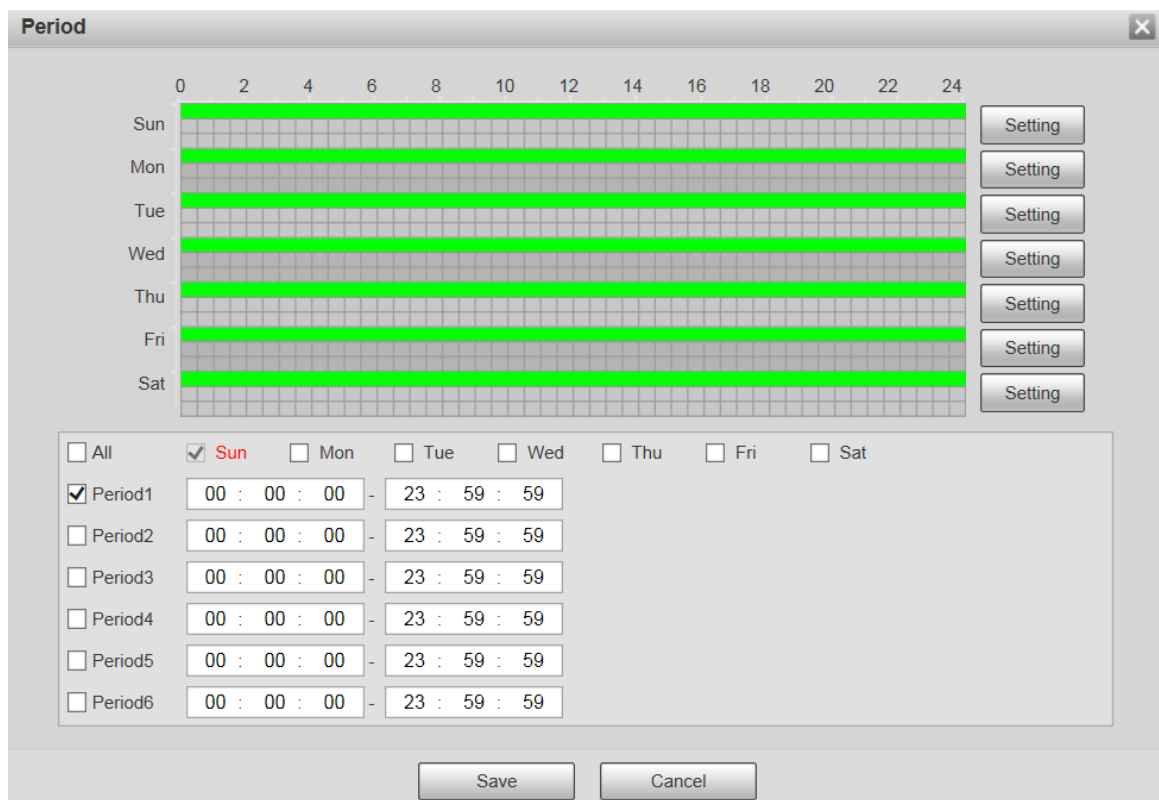 Period
0 2 4 6 8 10 12 14 16 18 20 22 24
Sun Setting
Mon Setting
Tue Setting
Wed Setting
Thu Setting
Fri Setting
Sat Setting
All Sun Mon Tue Wed Thu Fri Sat
Period1 00 : 00 : 00 - 23 : 59 : 59
Period2 00 : 00 : 00 - 23 : 59 : 59
Period3 00 : 00 : 00 - 23 : 59 : 59
Period4 00 : 00 : 00 - 23 : 59 : 59
Period5 00 : 00 : 00 - 23 : 59 : 59
Period6 00 : 00 : 00 - 23 : 59 : 59
Save Cancel